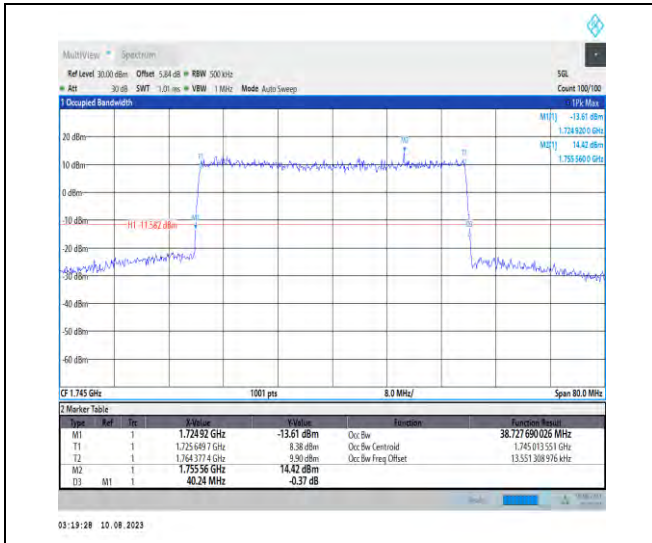 MultiView Spectrum
Ref Level 30.00 dBm Offset 5.84 dB RBW 500 kHz SGL
Att 30 dB SWT 1.01 ms VBW 1 MHz Mode Auto Sweep Count 100/100
1 Occupied Bandwidth 1Pk Max
M1[1] -13.61 dBm
1.724 920 0 GHz
M2[1] 14.42 dBm
1.755 560 0 GHz
20 dBm
M2
T1 T2
10 dBm
0 dBm
-10 dBm
M1
H1 -11.582 dBm
D3
-20 dBm
-30 dBm
-40 dBm
-50 dBm
-60 dBm
CF 1.745 GHz 1001 pts 8.0 MHz/ Span 80.0 MHz
2 Marker Table
Type Ref Trc X-Value Y-Value Function Function Result
M1 1 1.724 92 GHz -13.61 dBm Occ Bw 38.727 690 026 MHz
T1 1 1.725 649 7 GHz 8.38 dBm Occ Bw Centroid 1.745 013 551 GHz
T2 1 1.764 377 4 GHz 9.90 dBm Occ Bw Freq Offset 13.551 308 976 kHz
M2 1 1.755 56 GHz 14.42 dBm
D3 M1 1 40.24 MHz -0.37 dB
03:19:28 10.08.2023